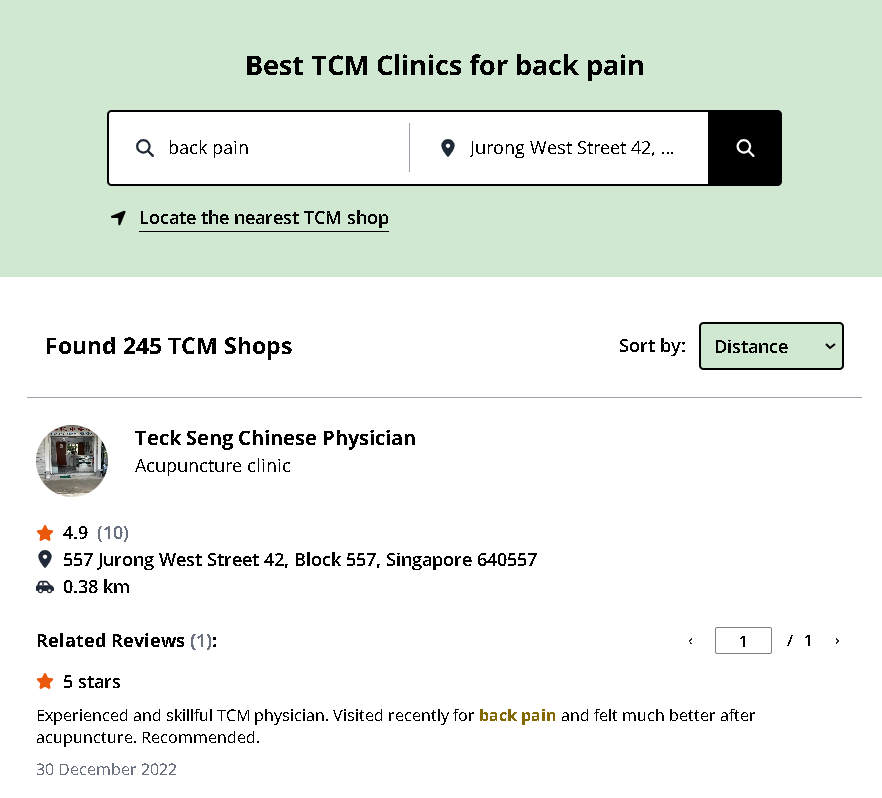 Best TCM Clinics for back pain
back pain
Jurong West Street 42, ...
Locate the nearest TCM shop
Found 245 TCM Shops
Sort by:
Distance
Teck Seng Chinese Physician
Acupuncture clinic
4.9 (10)
557 Jurong West Street 42, Block 557, Singapore 640557
0.38 km
Related Reviews (1):
‹ 1 / 1 ›
5 stars
Experienced and skillful TCM physician. Visited recently for back pain and felt much better after
acupuncture. Recommended.
30 December 2022